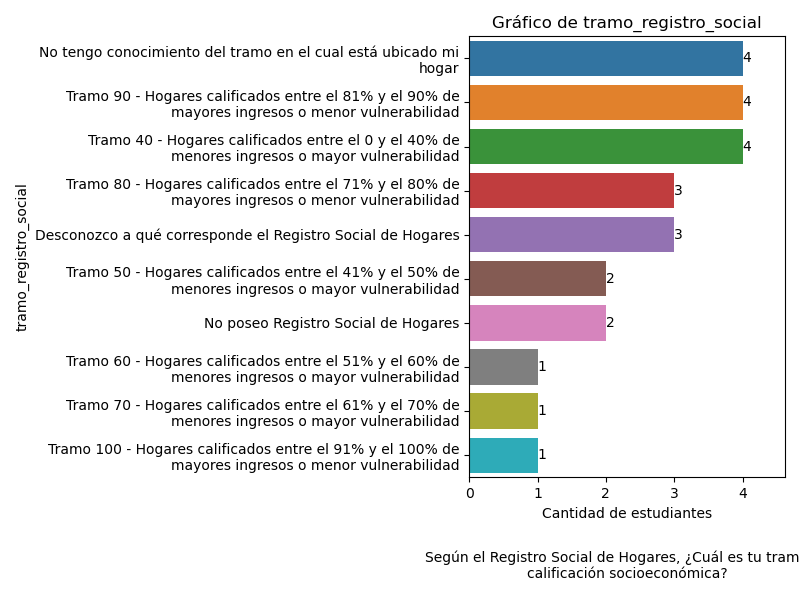 Gráfico de tramo_registro_social
No tengo conocimiento del tramo en el cual está ubicado mi
hogar
4
Tramo 90 - Hogares calificados entre el 81% y el 90% de
mayores ingresos o menor vulnerabilidad
4
Tramo 40 - Hogares calificados entre el 0 y el 40% de
menores ingresos o mayor vulnerabilidad
4
Tramo 80 - Hogares calificados entre el 71% y el 80% de
mayores ingresos o menor vulnerabilidad
3
Desconozco a qué corresponde el Registro Social de Hogares
3
Tramo 50 - Hogares calificados entre el 41% y el 50% de
menores ingresos o mayor vulnerabilidad
2
No poseo Registro Social de Hogares
2
Tramo 60 - Hogares calificados entre el 51% y el 60% de
menores ingresos o mayor vulnerabilidad
1
Tramo 70 - Hogares calificados entre el 61% y el 70% de
menores ingresos o mayor vulnerabilidad
1
Tramo 100 - Hogares calificados entre el 91% y el 100% de
mayores ingresos o menor vulnerabilidad
1
tramo_registro_social
0 1 2 3 4
Cantidad de estudiantes
Según el Registro Social de Hogares, ¿Cuál es tu tram
calificación socioeconómica?